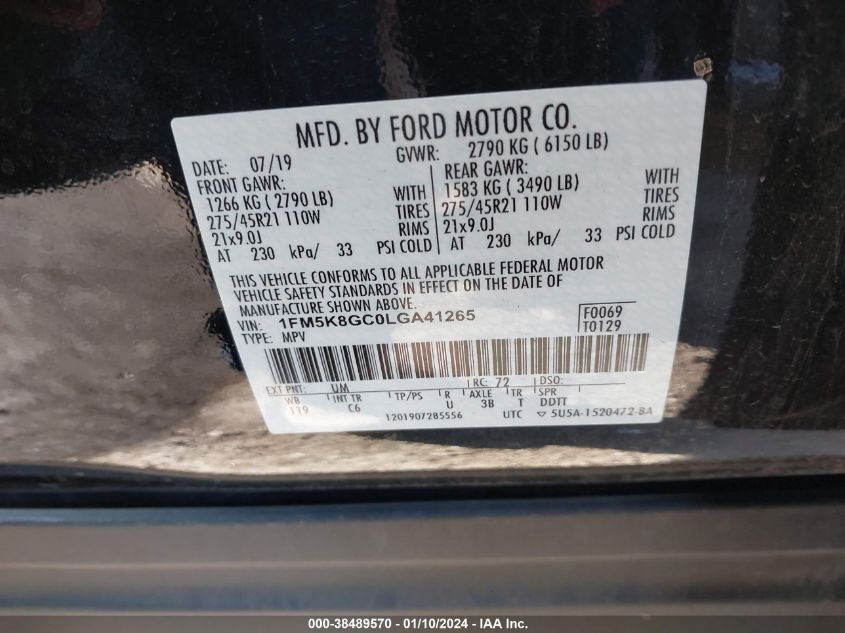 MFD. BY FORD MOTOR CO.
DATE: 07/19 GVWR: 2790 KG ( 6150 LB)
FRONT GAWR: REAR GAWR:
1266 KG ( 2790 LB) WITH 1583 KG ( 3490 LB) WITH
275/45R21 110W TIRES 275/45R21 110W TIRES
21x9.0J RIMS 21x9.0J RIMS
AT 230 kPa/ 33 PSI COLD AT 230 kPa/ 33 PSI COLD
THIS VEHICLE CONFORMS TO ALL APPLICABLE FEDERAL MOTOR
VEHICLE SAFETY STANDARDS IN EFFECT ON THE DATE OF
MANUFACTURE SHOWN ABOVE.
VIN: 1FM5K8GC0LGA41265 F0069
TYPE: MPV T0129
EXT PNT: UM RC: 72 DSO:
WB INT TR TP/PS R AXLE TR SPR
119 C6 U 3B T DDTT
1201907285556 UTC ▽ 5U5A-1520472-BA
000-38489570 — 01/10/2024 — IAA Inc.